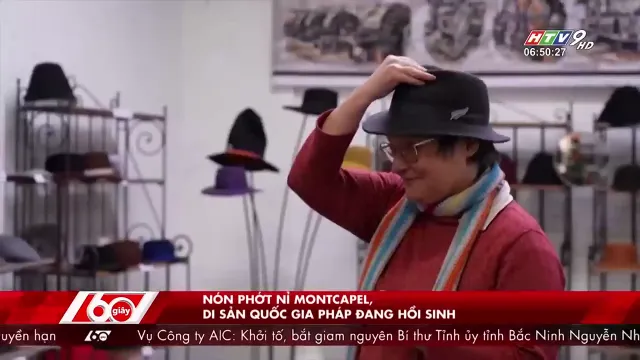 HTV9 HD
06:50:27
NÓN PHỚT NỈ MONTCAPEL,
60 giây
DI SẢN QUỐC GIA PHÁP ĐANG HỒI SINH
uyển hạn 60 Vụ Công ty AIC: Khởi tố, bắt giam nguyên Bí thư Tỉnh ủy tỉnh Bắc Ninh Nguyễn Nh